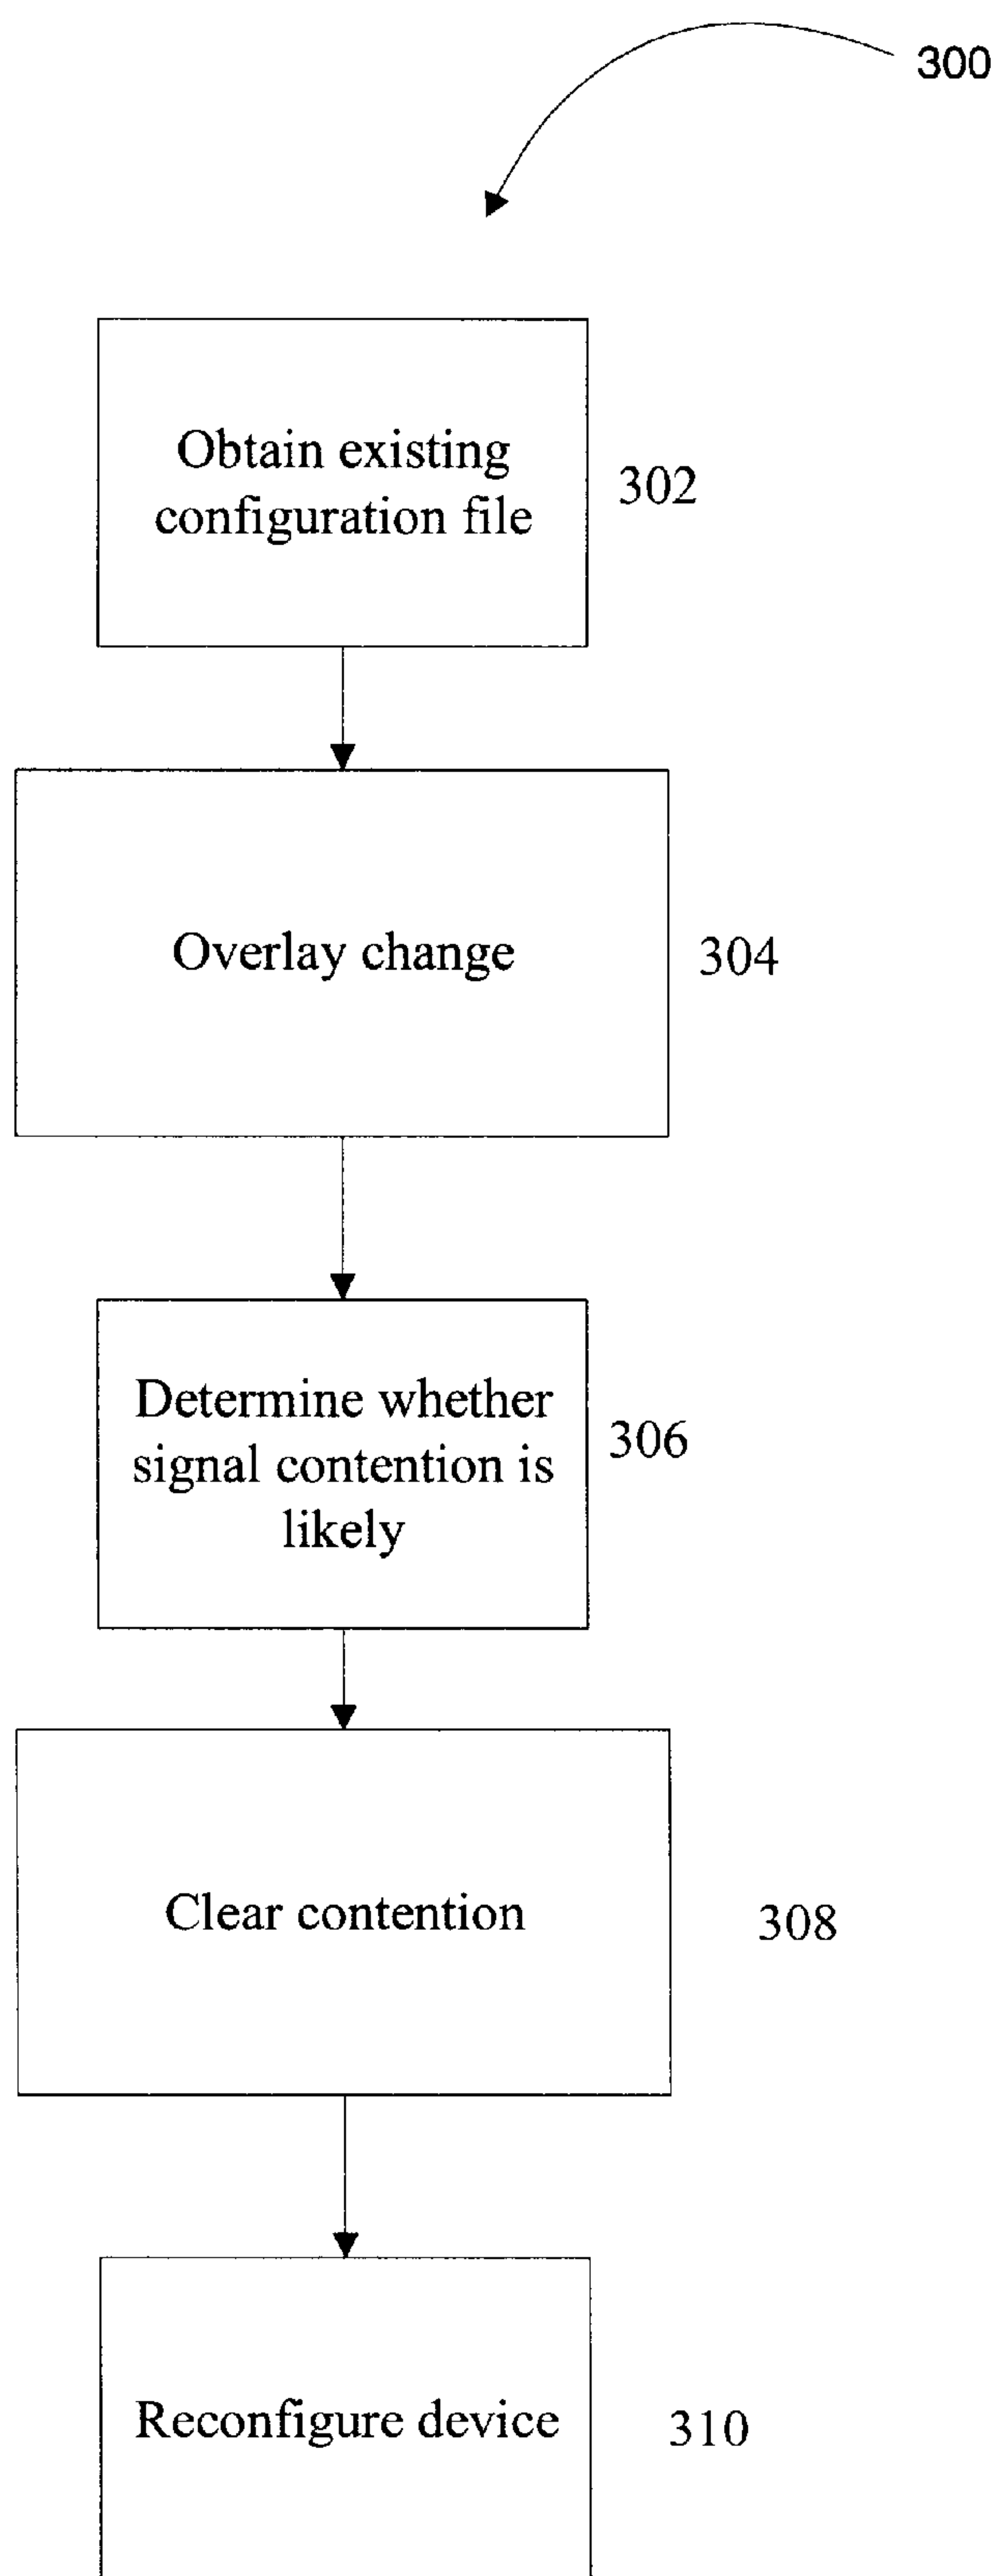 300
Obtain existing
configuration file
302
Overlay change
304
Determine whether
signal contention is
likely
306
Clear contention
308
Reconfigure device
310